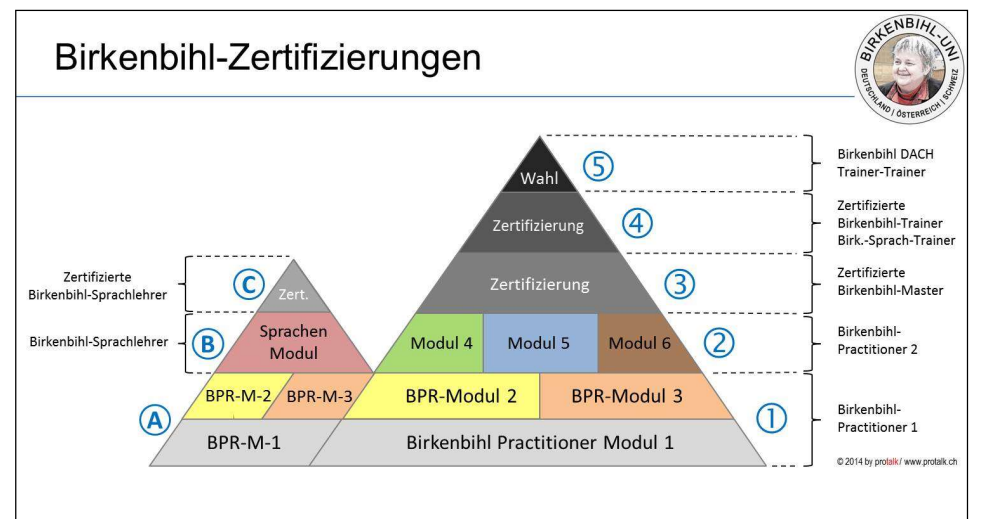 Birkenbihl-Zertifizierungen
BIRKENBIHL-UNI
DEUTSCHLAND | ÖSTERREICH | SCHWEIZ
Wahl
5
Birkenbihl DACH
Trainer-Trainer
Zertifizierung
4
Zertifizierte
Birkenbihl-Trainer
Birk.-Sprach-Trainer
Zertifizierte
Birkenbihl-Sprachlehrer
C
Zert.
Zertifizierung
3
Zertifizierte
Birkenbihl-Master
Birkenbihl-Sprachlehrer
B
Sprachen
Modul
Modul 4
Modul 5
Modul 6
2
Birkenbihl-
Practitioner 2
A
BPR-M-2
BPR-M-3
BPR-Modul 2
BPR-Modul 3
1
Birkenbihl-
Practitioner 1
BPR-M-1
Birkenbihl Practitioner Modul 1
© 2014 by protalk / www.protalk.ch